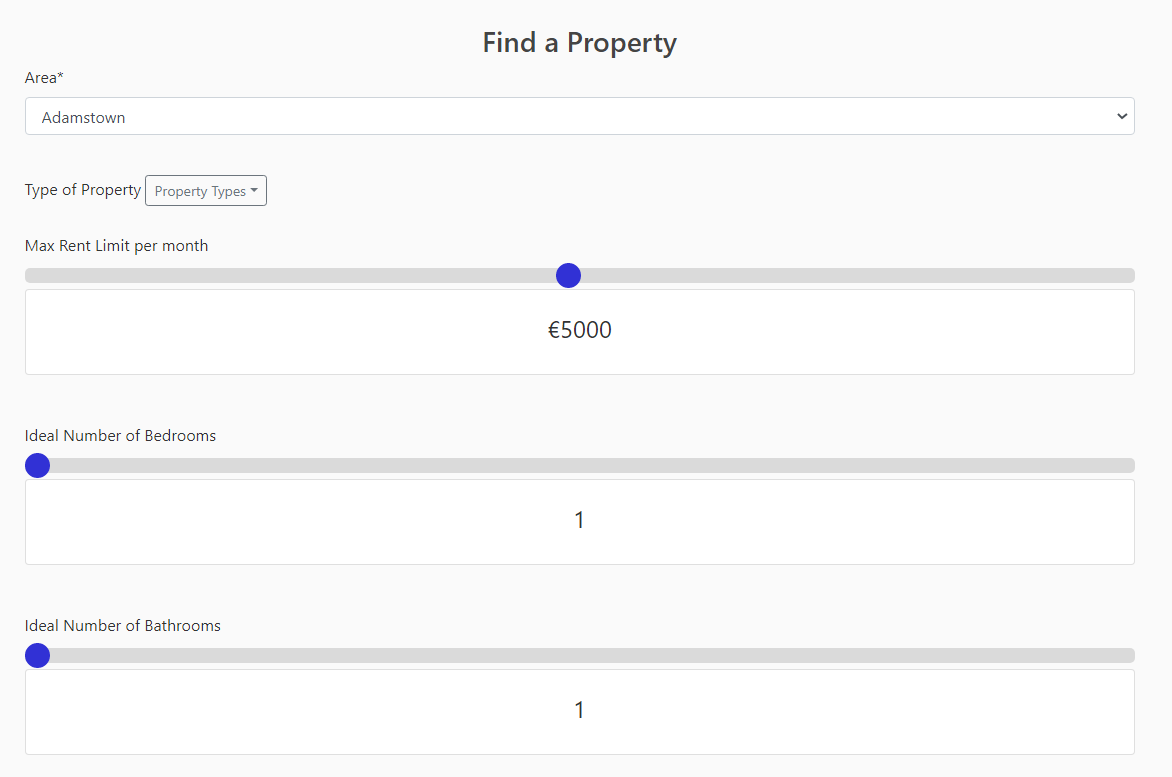 Find a Property
Area*
Adamstown
Type of Property Property Types
Max Rent Limit per month
€5000
Ideal Number of Bedrooms
1
Ideal Number of Bathrooms
1